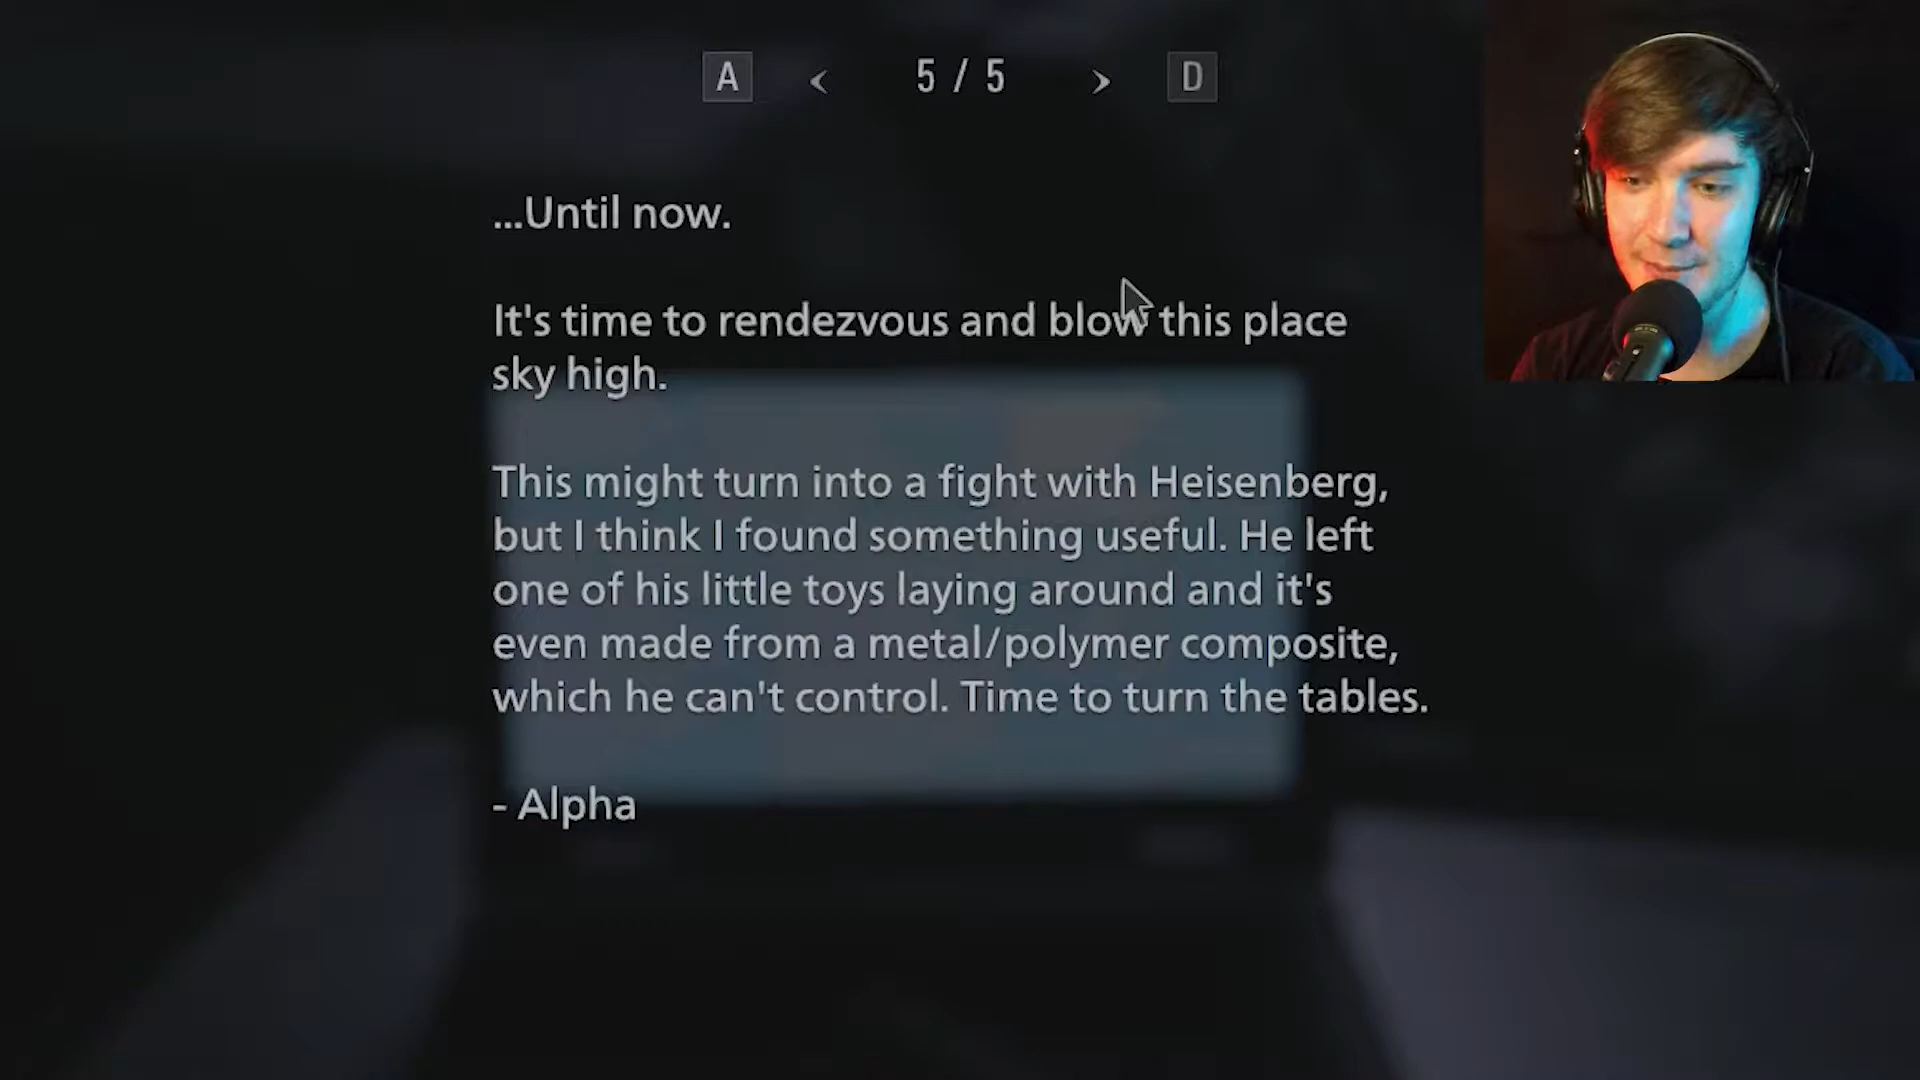 A < 5 / 5 > D
...Until now.
It's time to rendezvous and blow this place
sky high.
This might turn into a fight with Heisenberg,
but I think I found something useful. He left
one of his little toys laying around and it's
even made from a metal/polymer composite,
which he can't control. Time to turn the tables.
- Alpha